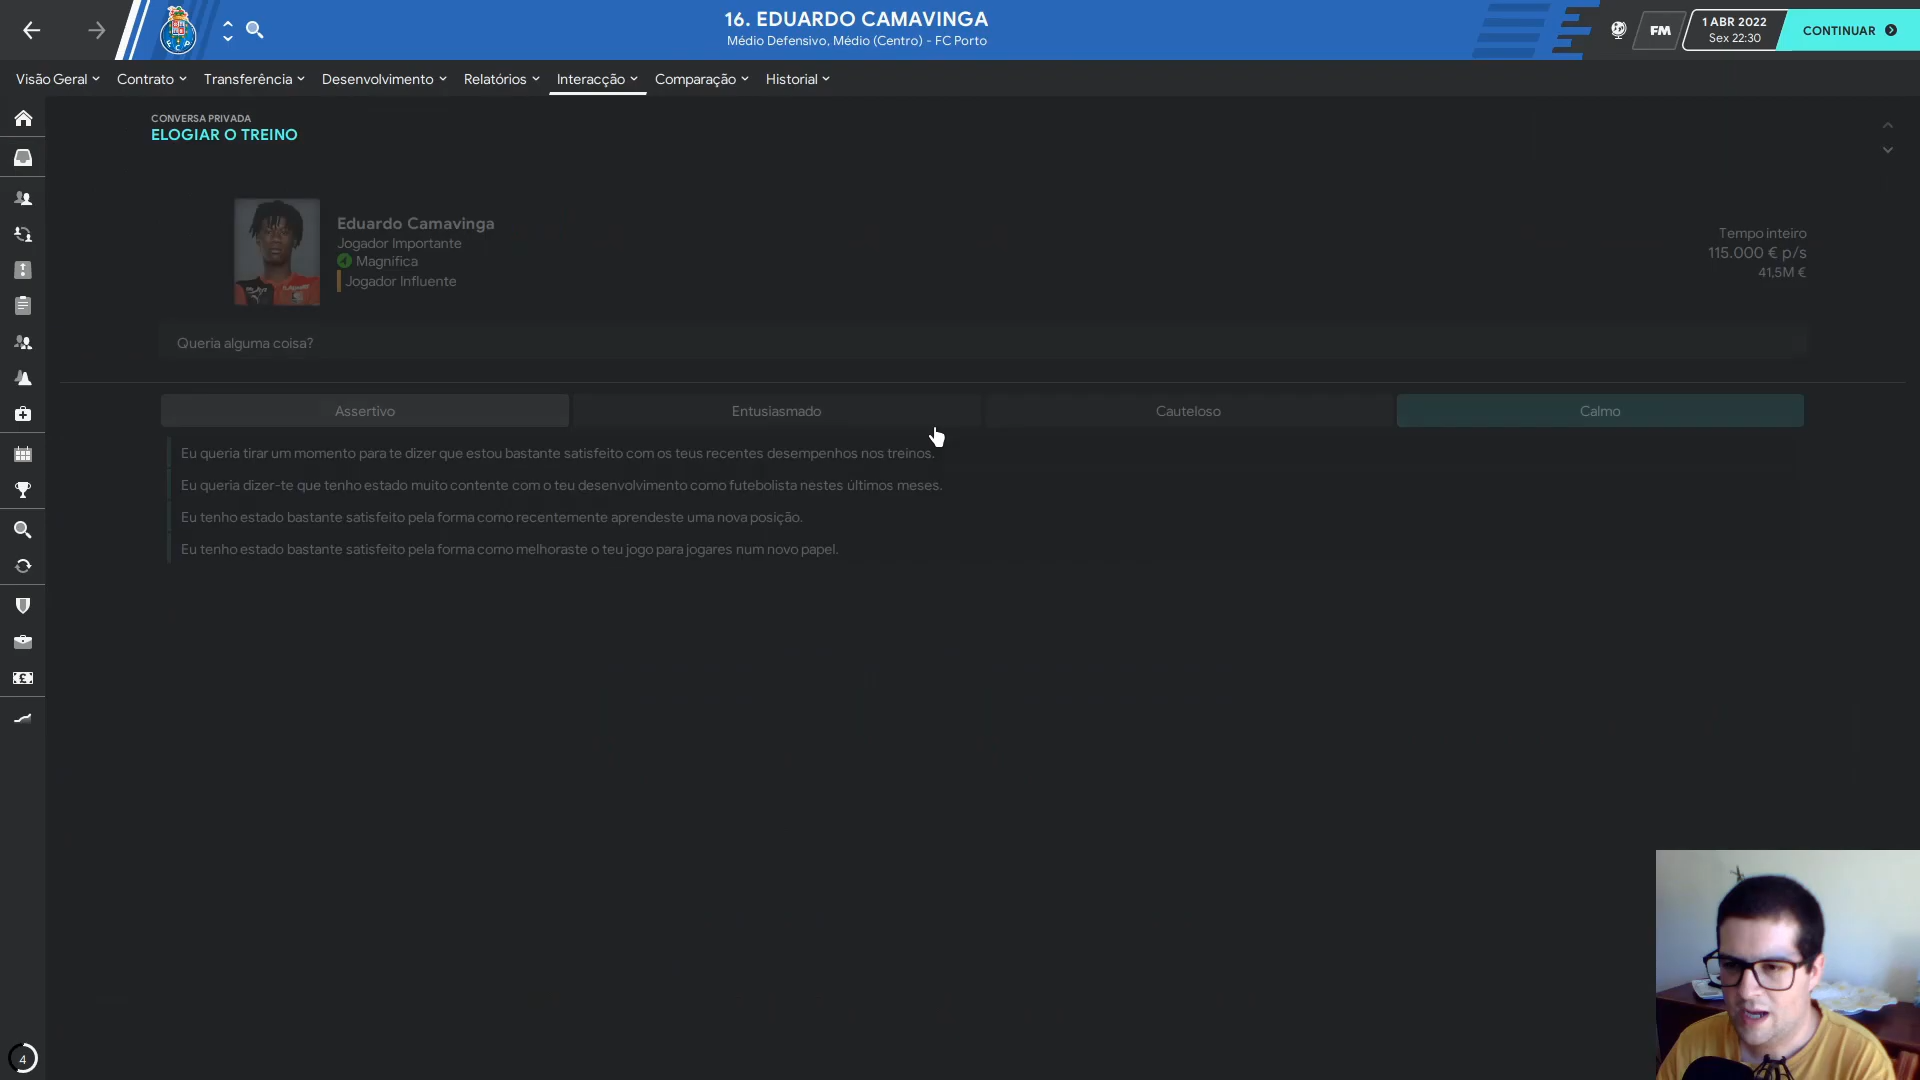 16. EDUARDO CAMAVINGA
Médio Defensivo, Médio (Centro) - FC Porto
FM
1 ABR 2022
Sex 22:30
CONTINUAR
Visão Geral
Contrato
Transferência
Desenvolvimento
Relatórios
Interacção
Comparação
Historial
CONVERSA PRIVADA
ELOGIAR O TREINO
Eduardo Camavinga
Jogador Importante
Magnífica
Jogador Influente
Tempo inteiro
115.000 € p/s
41,5M €
Queria alguma coisa?
Assertivo
Entusiasmado
Cauteloso
Calmo
Eu queria tirar um momento para te dizer que estou bastante satisfeito com os teus recentes desempenhos nos treinos.
Eu queria dizer-te que tenho estado muito contente com o teu desenvolvimento como futebolista nestes últimos meses.
Eu tenho estado bastante satisfeito pela forma como recentemente aprendeste uma nova posição.
Eu tenho estado bastante satisfeito pela forma como melhoraste o teu jogo para jogares num novo papel.
4